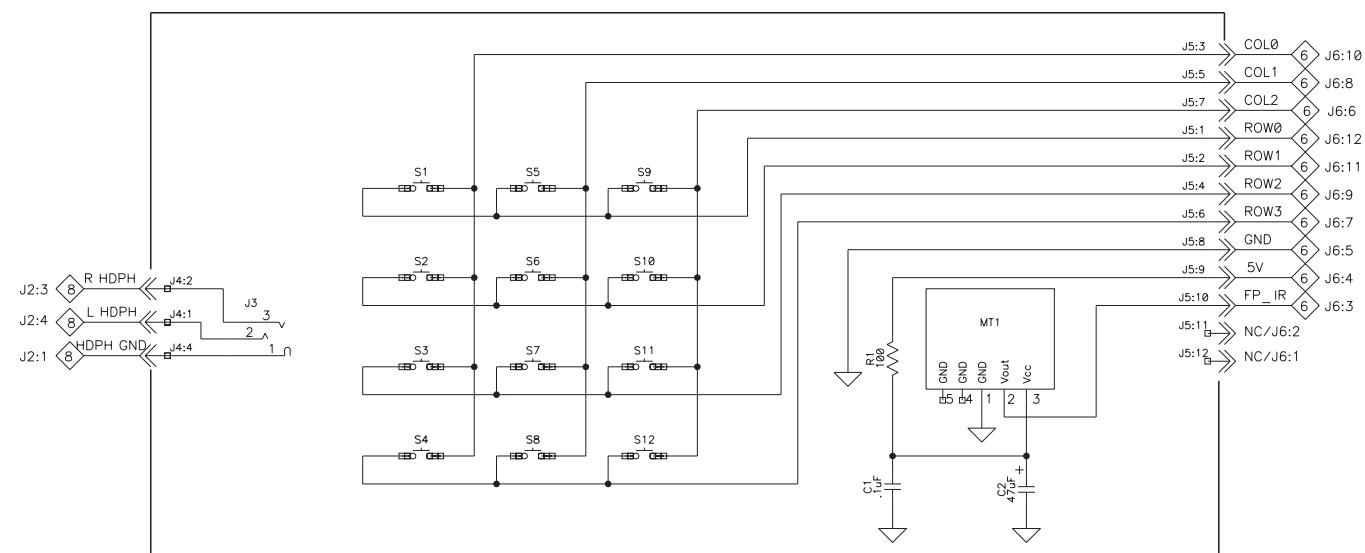 J5:3 COL0 6 J6:10
J5:5 COL1 6 J6:8
J5:7 COL2 6 J6:6
J5:1 ROW0 6 J6:12
J5:2 ROW1 6 J6:11
J5:4 ROW2 6 J6:9
J5:6 ROW3 6 J6:7
J5:8 GND 6 J6:5
J5:9 5V 6 J6:4
J5:10 FP_IR 6 J6:3
J5:11 NC/J6:2
J5:12 NC/J6:1
S1 S5 S9
S2 S6 S10
S3 S7 S11
S4 S8 S12
J2:3 8 R HDPH J4:2
J2:4 8 L HDPH J4:1
J2:1 8 HDPH GND J4:4
J3
3
2
1
MT1
GND GND GND Vout Vcc
5 4 1 2 3
R1
100
C1
.1uF
C2
47uF
+